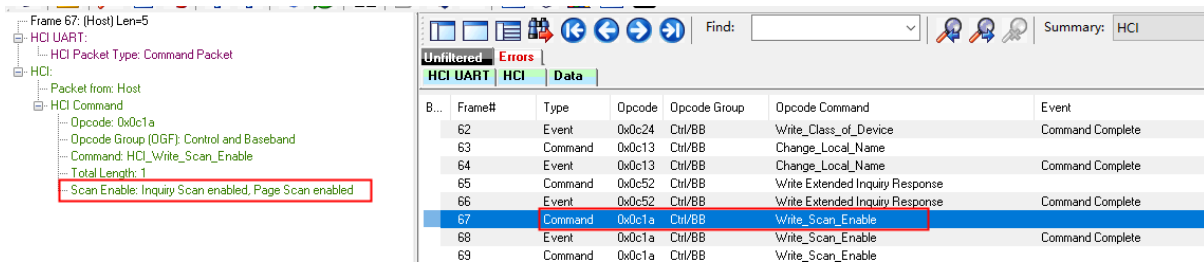 Frame 67: (Host) Len=5
HCI UART:
HCI Packet Type: Command Packet
HCI:
Packet from: Host
HCI Command
Opcode: 0x0c1a
Opcode Group (OGF): Control and Baseband
Command: HCI_Write_Scan_Enable
Total Length: 1
Scan Enable: Inquiry Scan enabled, Page Scan enabled
Find: Summary: HCI
Unfiltered Errors
HCI UART HCI Data
B... Frame# Type Opcode Opcode Group Opcode Command Event
62 Event 0x0c24 Ctrl/BB Write_Class_of_Device Command Complete
63 Command 0x0c13 Ctrl/BB Change_Local_Name
64 Event 0x0c13 Ctrl/BB Change_Local_Name Command Complete
65 Command 0x0c52 Ctrl/BB Write Extended Inquiry Response
66 Event 0x0c52 Ctrl/BB Write Extended Inquiry Response Command Complete
67 Command 0x0c1a Ctrl/BB Write_Scan_Enable
68 Event 0x0c1a Ctrl/BB Write_Scan_Enable Command Complete
69 Command 0x0c1a Ctrl/BB Write_Scan_Enable